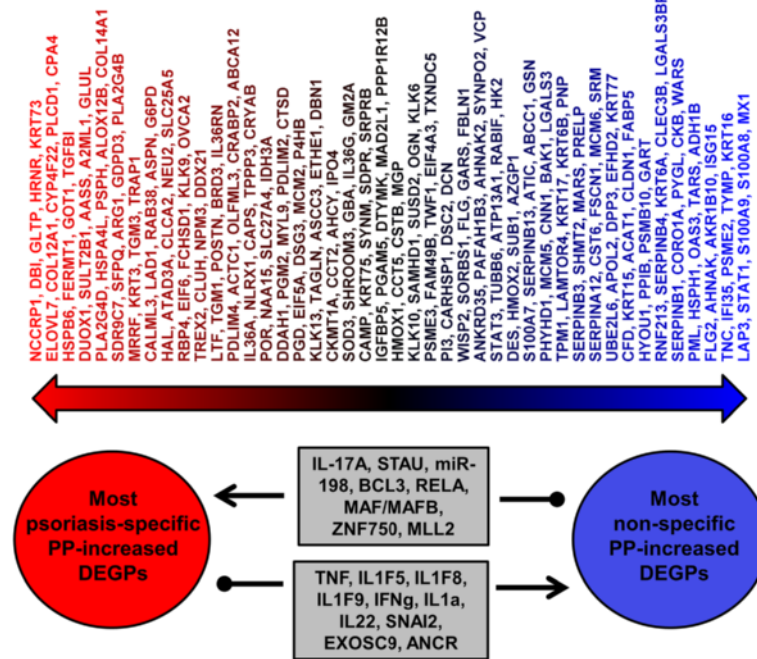 NCCRP1, DBI, GLTP, HRNR, KRT73
ELOVL7, COL12A1, CYP4F22, PLCD1, CPA4
HSPB6, FERMT1, GOT1, TGFBI
DUOX1, SULT2B1, AASS, A2ML1, GLUL
PLA2G4D, HSPA4L, PSPH, ALOX12B, COL14A1
SDR9C7, SFPQ, ARG1, GDPD3, PLA2G4B
MRRF, KRT3, TGM3, TRAP1
CALML3, LAD1, RAB38, ASPN, G6PD
HAL, ATAD3A, CLCA2, NEU2, SLC25A5
RBP4, EIF6, FCHSD1, KLK9, OVCA2
TREX2, CLUH, NPM3, DDX21
LTF, TGM1, POSTN, BRD3, IL36RN
PDLIM4, ACTC1, OLFML3, CRABP2, ABCA12
IL36A, NLRX1, CAPS, TPPP3, CRYAB
POR, NAA15, SLC27A4, IDH3A
DDAH1, PGM2, MYL9, PDLIM2, CTSD
PGD, EIF5A, DSG3, MCM2, P4HB
KLK13, TAGLN, ASCC3, ETHE1, DBN1
CKMT1A, CCT2, AHCY, IPO4
SOD3, SHROOM3, GBA, IL36G, GM2A
CAMP, KRT75, SYNM, SDPR, SRPRB
IGFBP5, PGAM5, DTYMK, MAD2L1, PPP1R12B
HMOX1, CCT5, CSTB, MGP
KLK10, SAMHD1, SUSD2, OGN, KLK6
PSME3, FAM49B, TWF1, EIF4A3, TXNDC5
PI3, CARHSP1, DSC2, DCN
WISP2, SORBS1, FLG, GARS, FBLN1
ANKRD35, PAFAH1B3, AHNAK2, SYNPO2, VCP
STAT3, TUBB6, ATP13A1, RABIF, HK2
DES, HMOX2, SUB1, AZGP1
S100A7, SERPINB13, ATIC, ABCC1, GSN
PHYHD1, MCM5, CNN1, BAK1, LGALS3
TPM1, LAMTOR4, KRT17, KRT6B, PNP
SERPINB3, SHMT2, MARS, PRELP
SERPINA12, CST6, FSCN1, MCM6, SRM
UBE2L6, APOL2, DPP3, EFHD2, KRT77
CFD, KRT15, ACAT1, CLDN1, FABP5
HYOU1, PPIB, PSMB10, GART
RNF213, SERPINB4, KRT6A, CLEC3B, LGALS3BP
SERPINB1, CORO1A, PYGL, CKB, WARS
PML, HSPH1, OAS3, TARS, ADH1B
FLG2, AHNAK, AKR1B10, ISG15
TNC, IFI35, PSME2, TYMP, KRT16
LAP3, STAT1, S100A9, S100A8, MX1
Most
psoriasis-specific
PP-increased
DEGPs
IL-17A, STAU, miR-
198, BCL3, RELA,
MAF/MAFB,
ZNF750, MLL2
TNF, IL1F5, IL1F8,
IL1F9, IFNg, IL1a,
IL22, SNAI2,
EXOSC9, ANCR
Most
non-specific
PP-increased
DEGPs